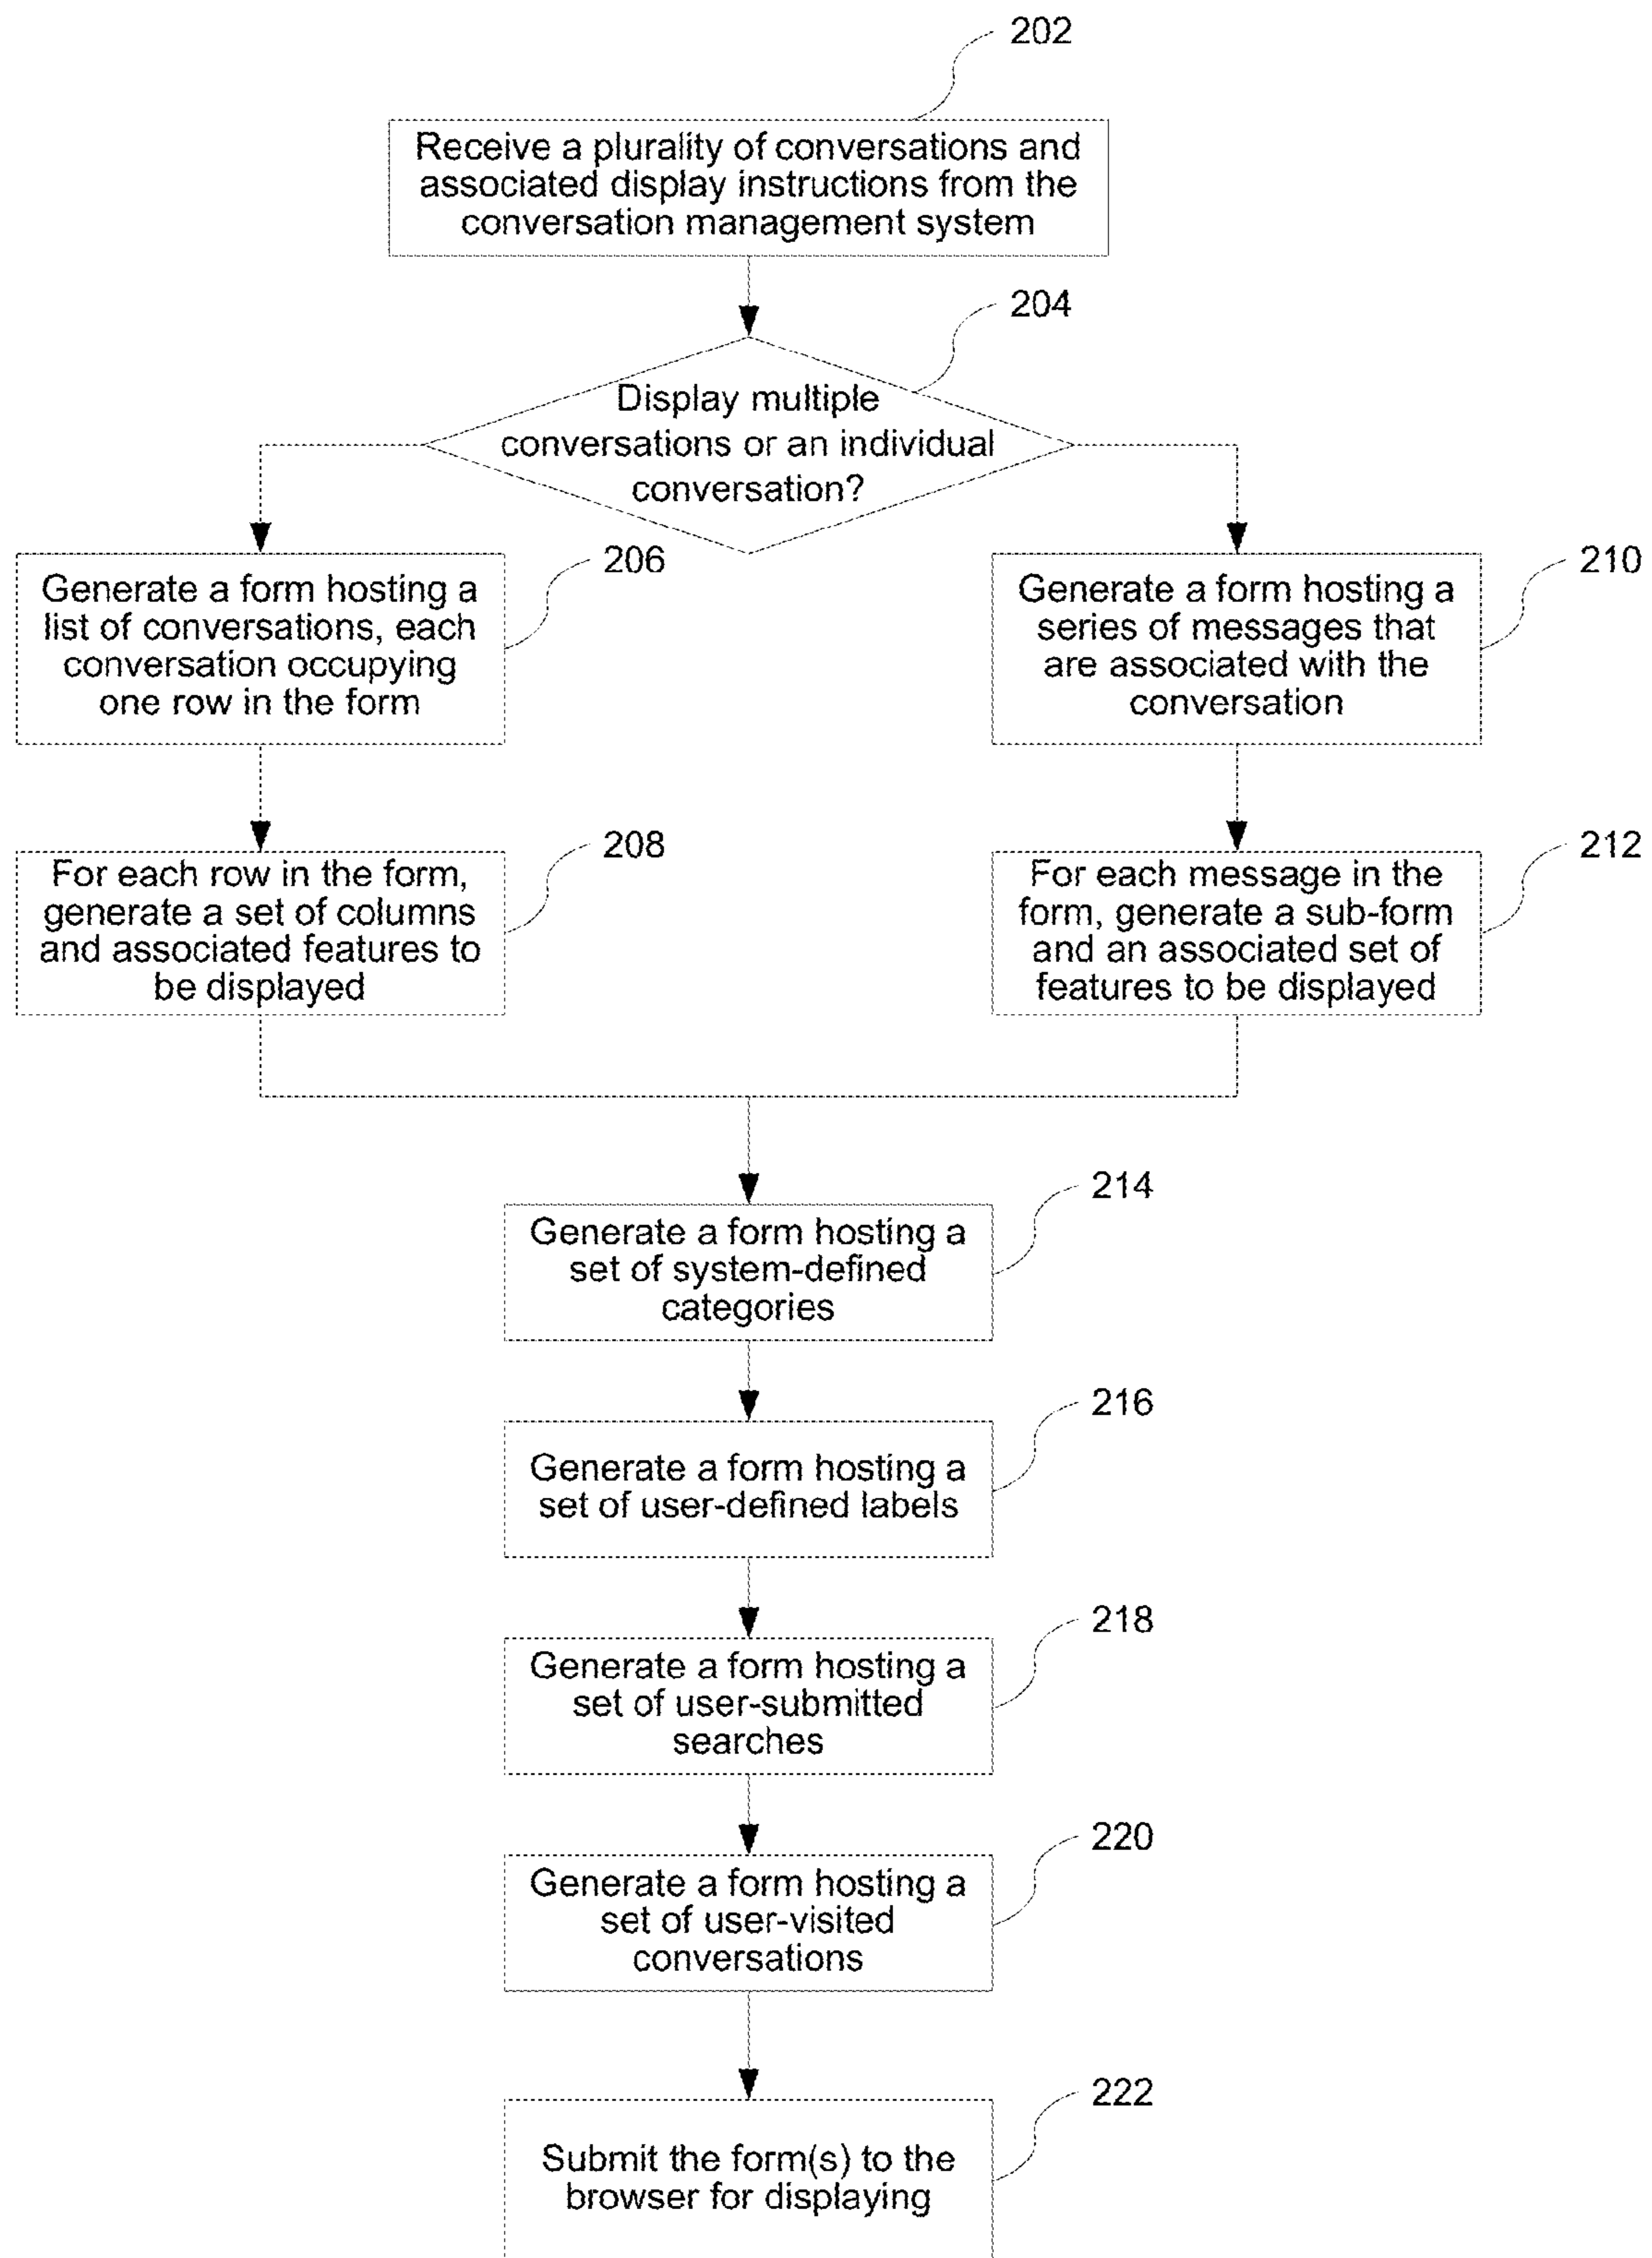 202
Receive a plurality of conversations and
associated display instructions from the
conversation management system
204
Display multiple
conversations or an individual
conversation?
206
Generate a form hosting a
list of conversations, each
conversation occupying
one row in the form
210
Generate a form hosting a
series of messages that
are associated with the
conversation
208
For each row in the form,
generate a set of columns
and associated features to
be displayed
212
For each message in the
form, generate a sub-form
and an associated set of
features to be displayed
214
Generate a form hosting a
set of system-defined
categories
216
Generate a form hosting a
set of user-defined labels
218
Generate a form hosting a
set of user-submitted
searches
220
Generate a form hosting a
set of user-visited
conversations
222
Submit the form(s) to the
browser for displaying